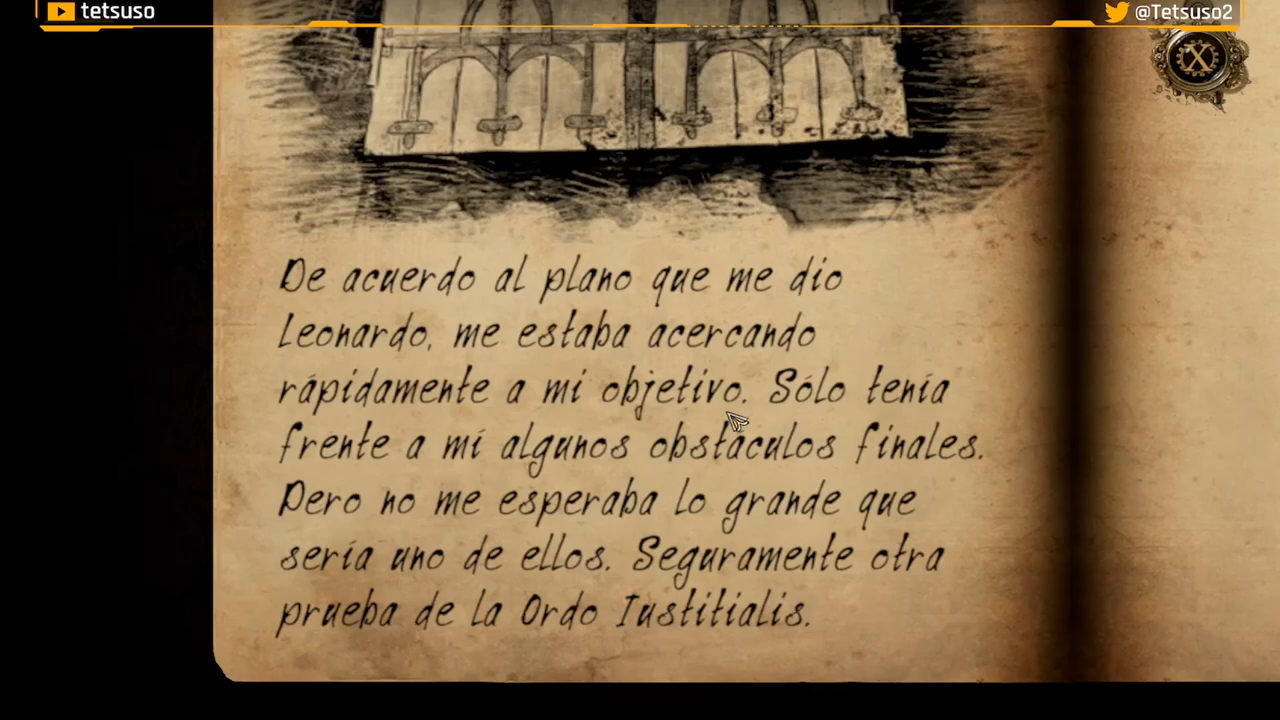 tetsuso
@Tetsuso2
X
De acuerdo al plano que me dio
Leonardo, me estaba acercando
rápidamente a mi objetivo. Sólo tenía
frente a mí algunos obstáculos finales.
Pero no me esperaba lo grande que
sería uno de ellos. Seguramente otra
prueba de la Ordo Iustitialis.